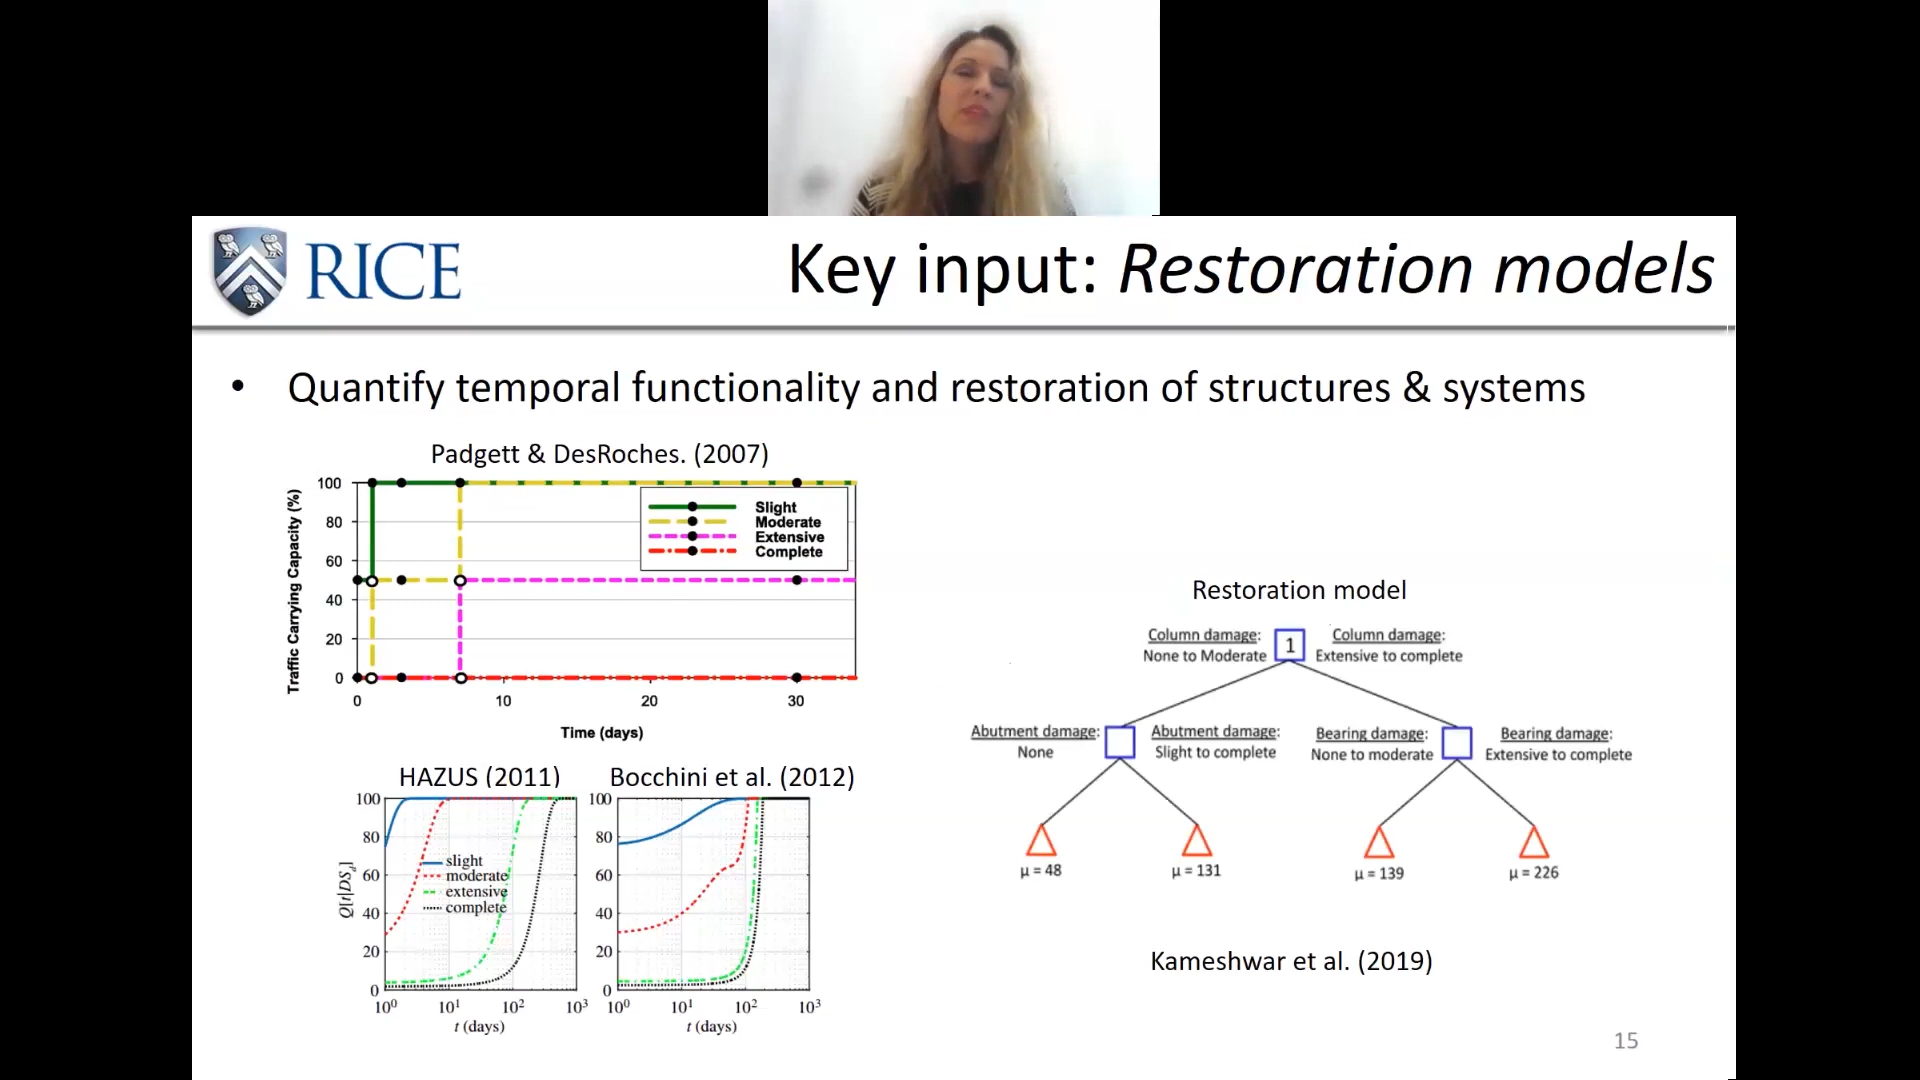 RICE
Key input: Restoration models
• Quantify temporal functionality and restoration of structures & systems
Padgett & DesRoches. (2007)
Traffic Carrying Capacity (%)
100
80
60
40
20
0
Slight
Moderate
Extensive
Complete
0 10 20 30
Time (days)
HAZUS (2011)
Q[t|DS_d]
100
80
60
40
20
0
slight
moderate
extensive
complete
10⁰ 10¹ 10² 10³
t (days)
Bocchini et al. (2012)
100
80
60
40
20
0
10⁰ 10¹ 10² 10³
t (days)
Restoration model
Column damage:
None to Moderate
1
Column damage:
Extensive to complete
Abutment damage:
None
Abutment damage:
Slight to complete
Bearing damage:
None to moderate
Bearing damage:
Extensive to complete
μ = 48
μ = 131
μ = 139
μ = 226
Kameshwar et al. (2019)
15